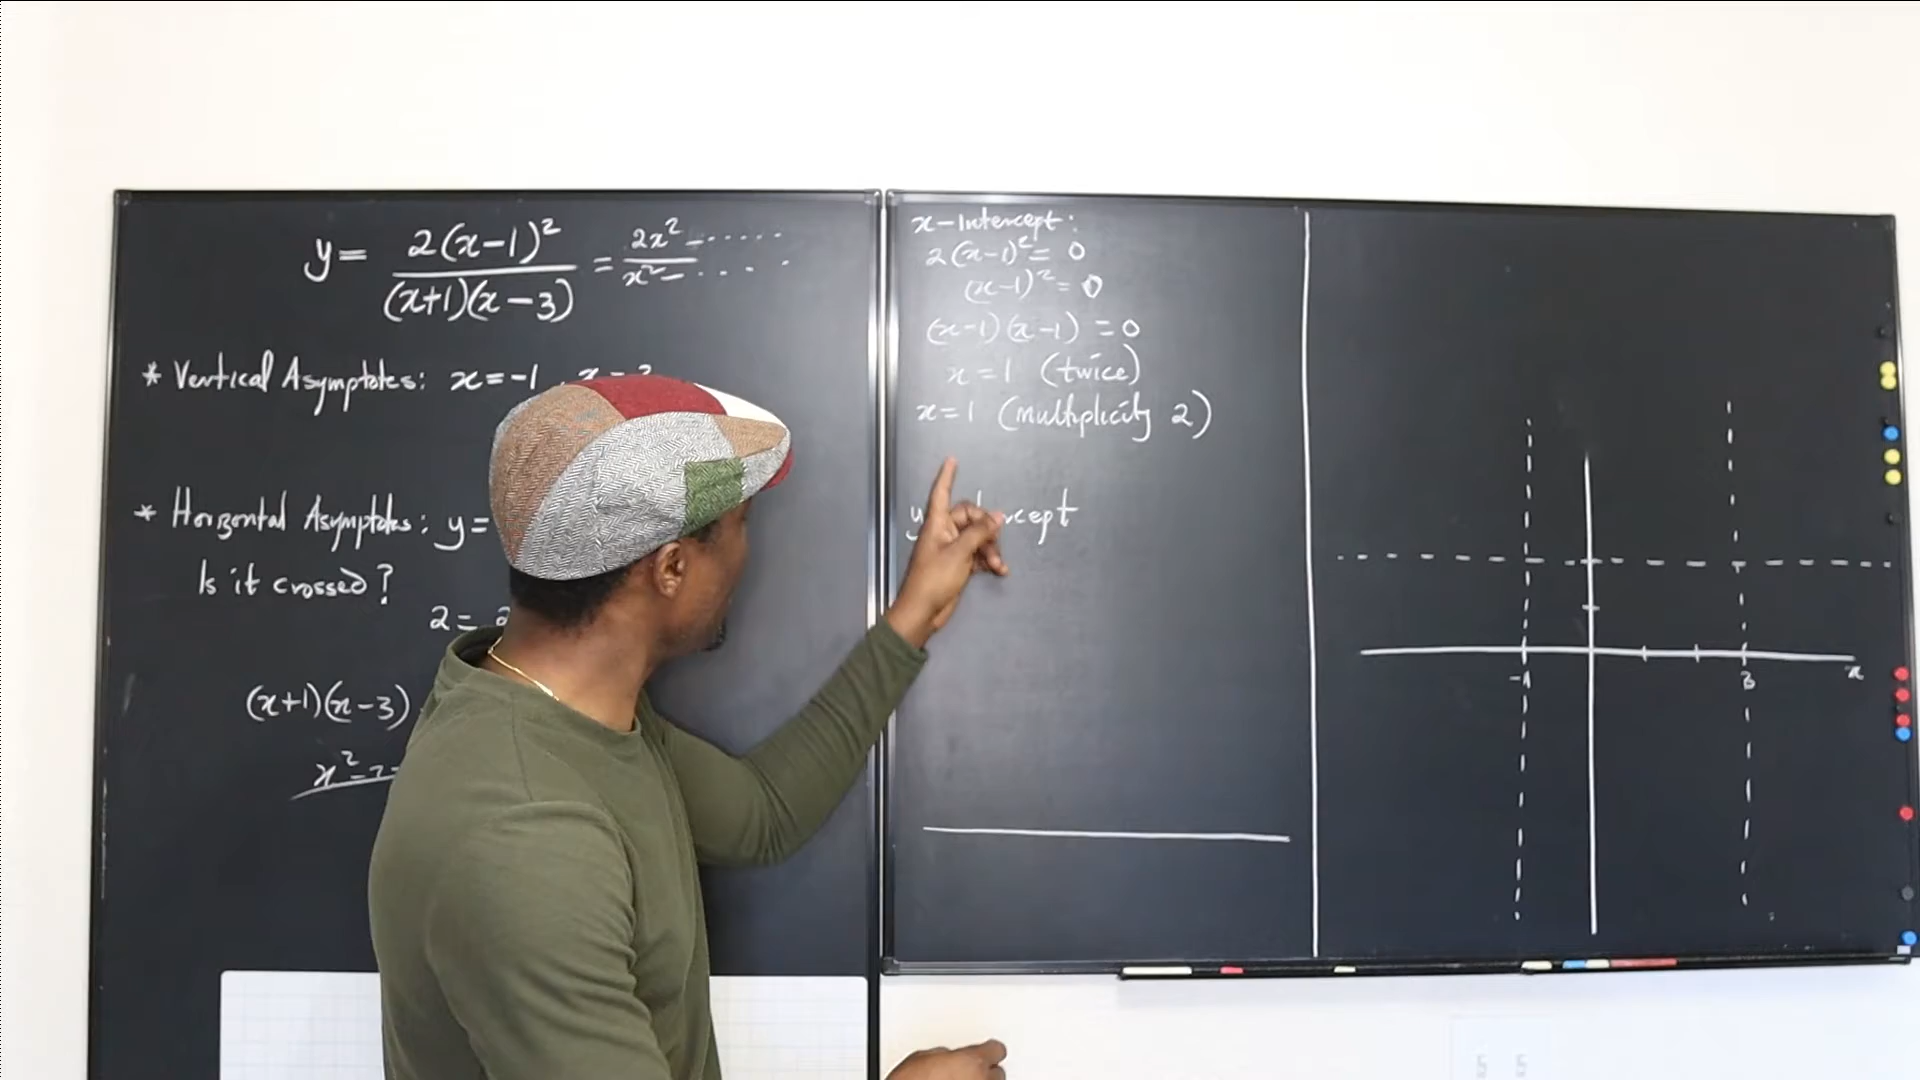 y = 2(x-1)² / (x+1)(x-3) = 2x² - ..... / x² - ....
* Vertical Asymptotes: x = -1
* Horizontal Asymptotes: y =
Is it crossed?
2 =
(x+1)(x-3)
x²
x-Intercept:
2(x-1)² = 0
(x-1)² = 0
(x-1)(x-1) = 0
x = 1 (twice)
x = 1 (multiplicity 2)
-1
3
x